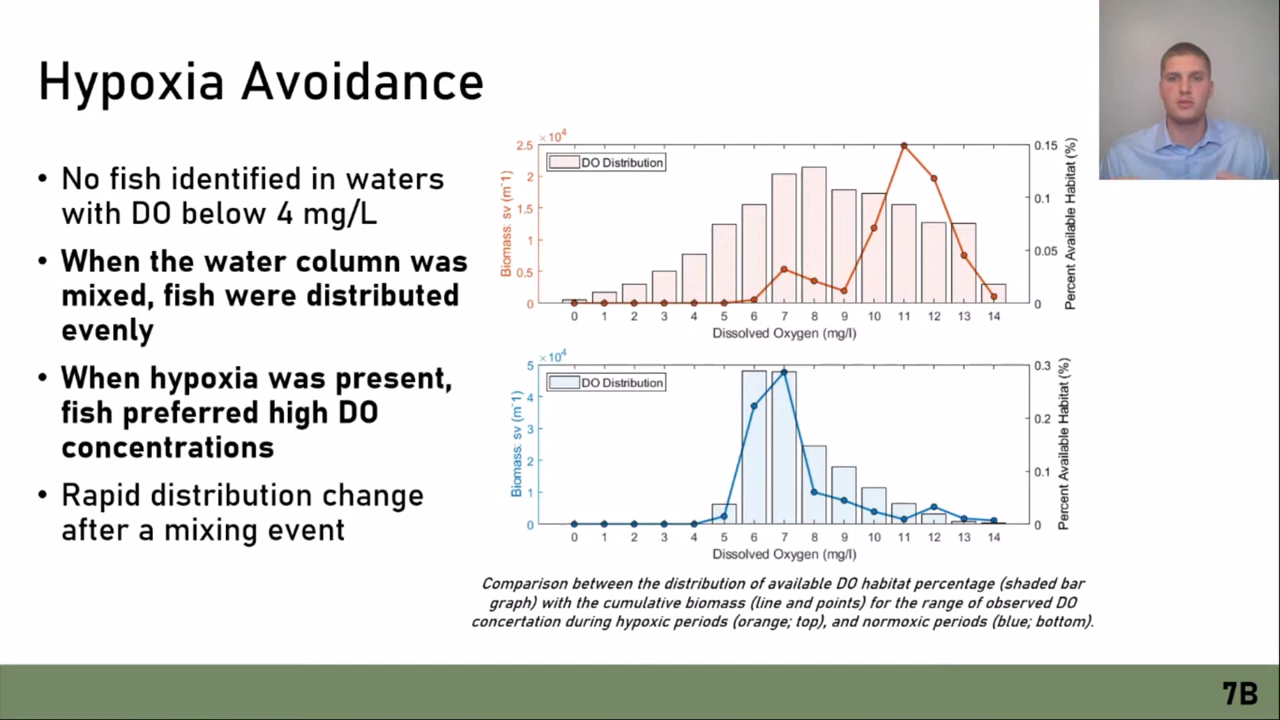 Hypoxia Avoidance
• No fish identified in waters
with DO below 4 mg/L
• When the water column was
mixed, fish were distributed
evenly
• When hypoxia was present,
fish preferred high DO
concentrations
• Rapid distribution change
after a mixing event
×10^4
2.5
2
1.5
1
0.5
0
Biomass: sv (m^-1)
DO Distribution
0.15
0.1
0.05
0
Percent Available Habitat (%)
0 1 2 3 4 5 6 7 8 9 10 11 12 13 14
Dissolved Oxygen (mg/l)
×10^4
5
4
3
2
1
0
Biomass: sv (m^-1)
DO Distribution
0.3
0.2
0.1
0
Percent Available Habitat (%)
0 1 2 3 4 5 6 7 8 9 10 11 12 13 14
Dissolved Oxygen (mg/l)
Comparison between the distribution of available DO habitat percentage (shaded bar
graph) with the cumulative biomass (line and points) for the range of observed DO
concertation during hypoxic periods (orange; top), and normoxic periods (blue; bottom).
7B